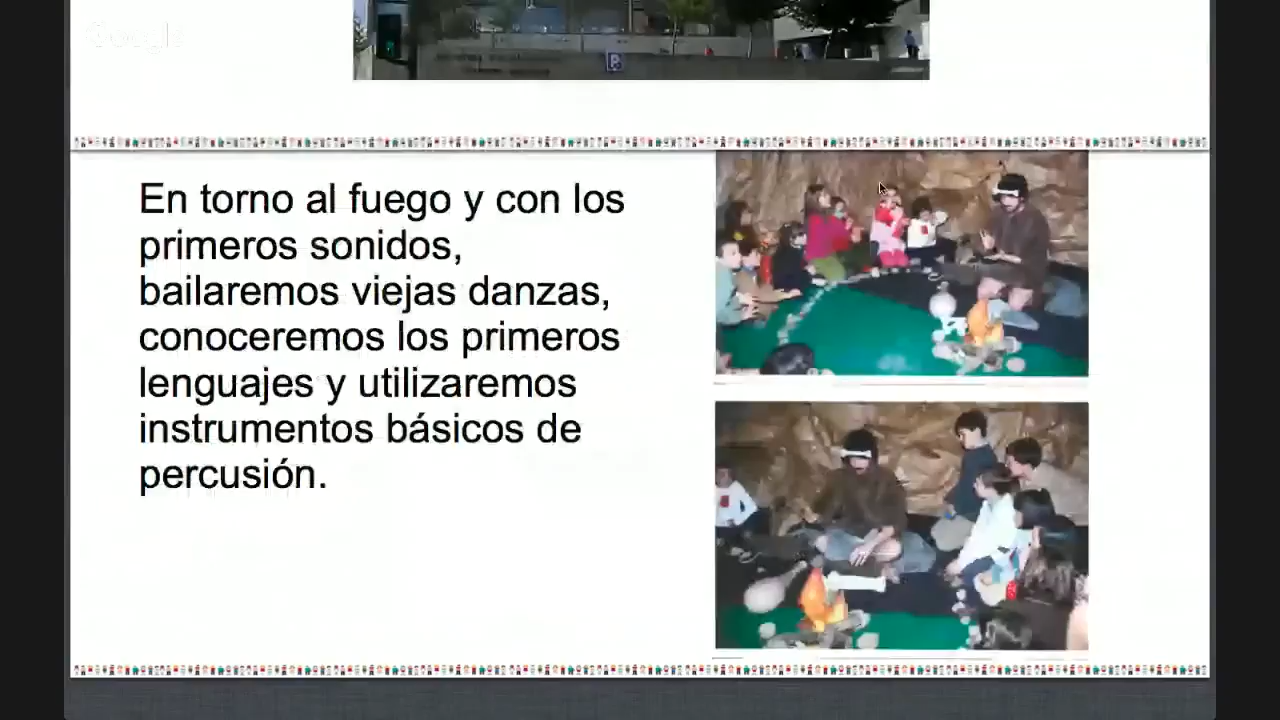 Google
En torno al fuego y con los
primeros sonidos,
bailaremos viejas danzas,
conoceremos los primeros
lenguajes y utilizaremos
instrumentos básicos de
percusión.